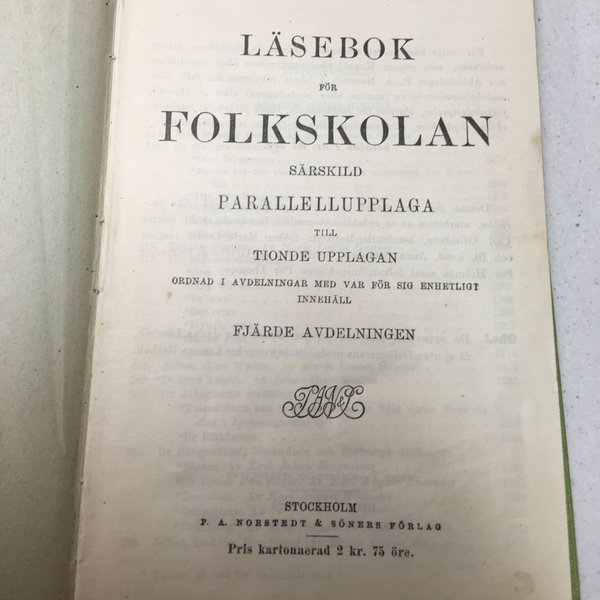 LÄSEBOK
FÖR
FOLKSKOLAN
SÄRSKILD
PARALLELLUPPLAGA
TILL
TIONDE UPPLAGAN
ORDNAD I AVDELNINGAR MED VAR FÖR SIG ENHETLIGT
INNEHÅLL
FJÄRDE AVDELNINGEN
STOCKHOLM
P. A. NORSTEDT & SÖNERS FÖRLAG
Pris kartonnerad 2 kr. 75 öre.